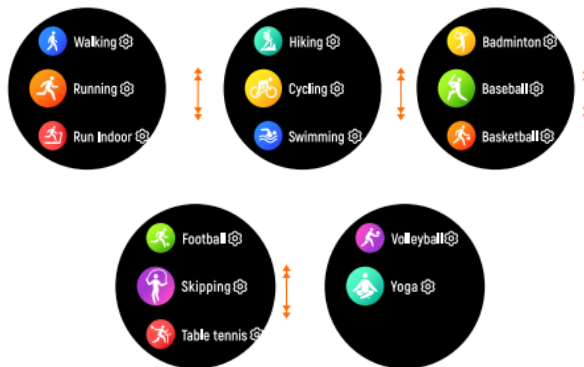 Walking
Running
Run Indoor
Hiking
Cycling
Swimming
Badminton
Baseball
Basketball
Football
Skipping
Table tennis
Volleyball
Yoga